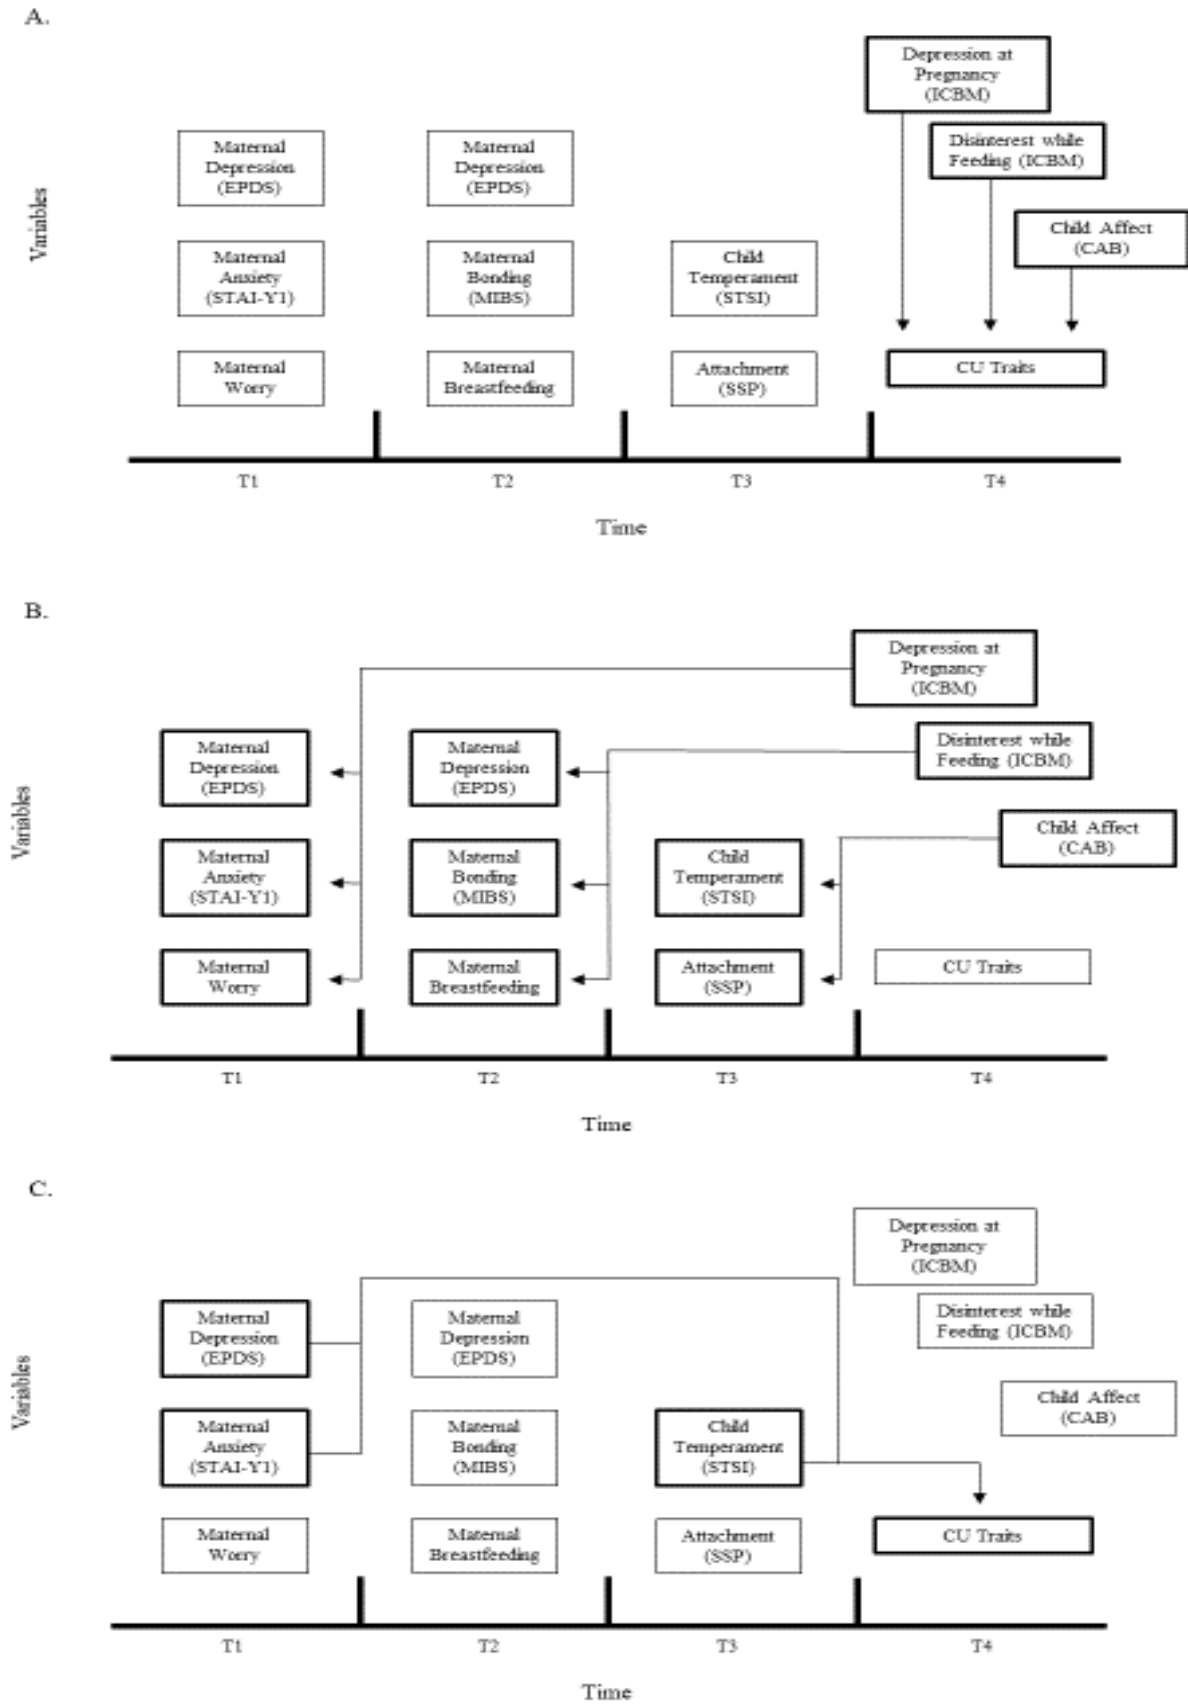 A.
Depression at
Pregnancy
(ICBM)
Maternal
Depression
(EPDS)
Maternal
Depression
(EPDS)
Disinterest while
Feeding (ICBM)
Variables
Maternal
Anxiety
(STAI-Y1)
Maternal
Bonding
(MIBS)
Child
Temperament
(STSI)
Child Affect
(CAB)
Maternal
Worry
Maternal
Breastfeeding
Attachment
(SSP)
CU Traits
T1
T2
T3
T4
Time
B.
Depression at
Pregnancy
(ICBM)
Maternal
Depression
(EPDS)
Maternal
Depression
(EPDS)
Disinterest while
Feeding (ICBM)
Variables
Maternal
Anxiety
(STAI-Y1)
Maternal
Bonding
(MIBS)
Child
Temperament
(STSI)
Child Affect
(CAB)
Maternal
Worry
Maternal
Breastfeeding
Attachment
(SSP)
CU Traits
T1
T2
T3
T4
Time
C.
Depression at
Pregnancy
(ICBM)
Maternal
Depression
(EPDS)
Maternal
Depression
(EPDS)
Disinterest while
Feeding (ICBM)
Variables
Maternal
Anxiety
(STAI-Y1)
Maternal
Bonding
(MIBS)
Child
Temperament
(STSI)
Child Affect
(CAB)
Maternal
Worry
Maternal
Breastfeeding
Attachment
(SSP)
CU Traits
T1
T2
T3
T4
Time